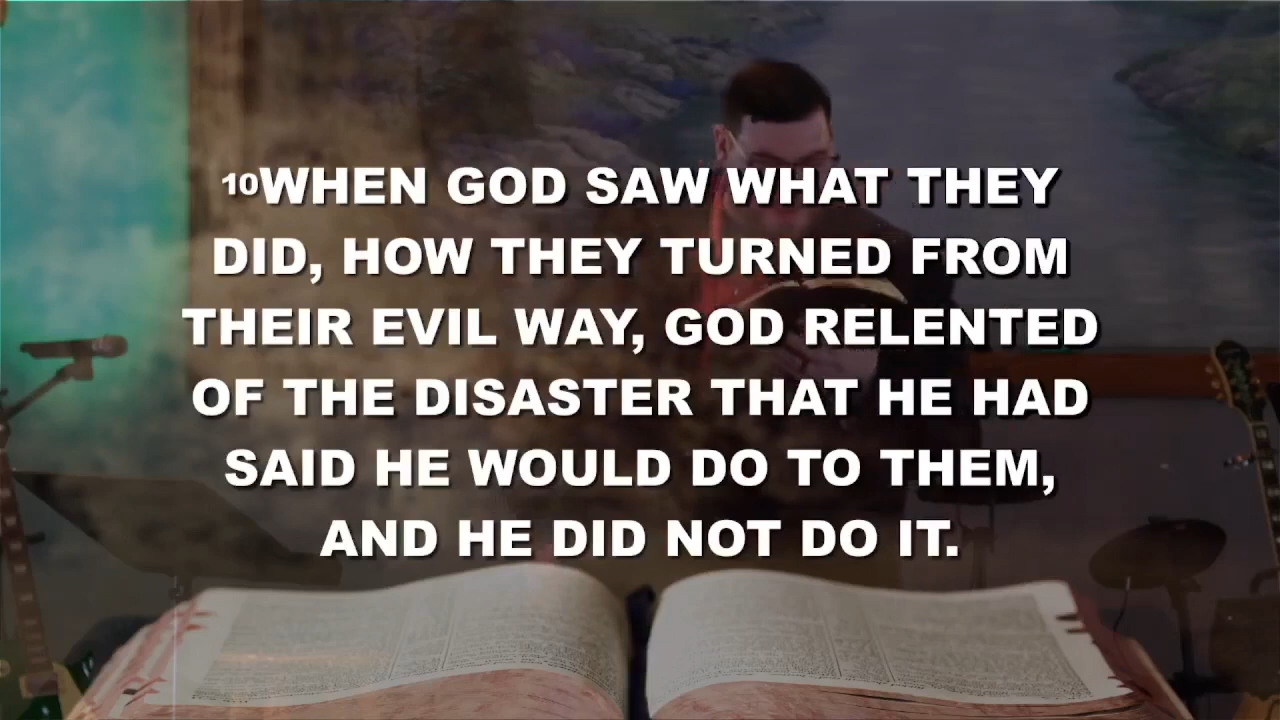 10WHEN GOD SAW WHAT THEY
DID, HOW THEY TURNED FROM
THEIR EVIL WAY, GOD RELENTED
OF THE DISASTER THAT HE HAD
SAID HE WOULD DO TO THEM,
AND HE DID NOT DO IT.